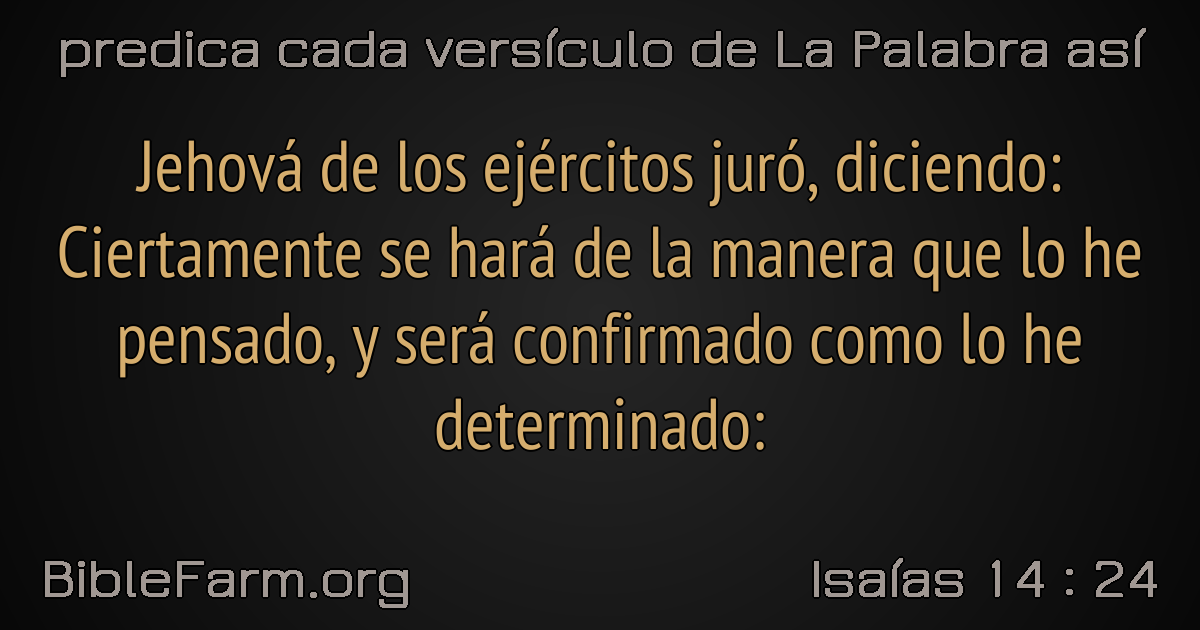 predica cada versículo de La Palabra así
Jehová de los ejércitos juró, diciendo:
Ciertamente se hará de la manera que lo he
pensado, y será confirmado como lo he
determinado:
BibleFarm.org
Isaías 14 : 24